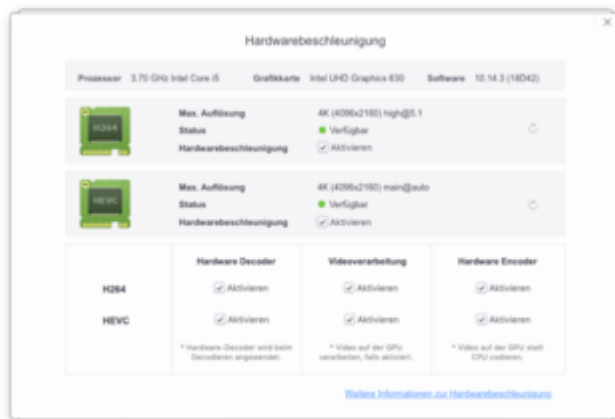 Hardwarebeschleunigung
Prozessor 3.70 GHz Intel Core i5 Grafikkarte Intel UHD Graphics 630 Software 10.14.3 (18D42)
H264
Max. Auflösung 4K (4096x2160) high@5.1
Status Verfügbar
Hardwarebeschleunigung Aktivieren
HEVC
Max. Auflösung 4K (4096x2160) main@auto
Status Verfügbar
Hardwarebeschleunigung Aktivieren
Hardware Decoder Videoverarbeitung Hardware Encoder
H264 Aktivieren Aktivieren Aktivieren
HEVC Aktivieren Aktivieren Aktivieren
* Hardware-Decoder wird beim * Video auf der GPU * Video auf der GPU statt
Decodieren angewendet. verarbeiten, falls aktiviert. CPU codieren.
Weitere Informationen zur Hardwarebeschleunigung